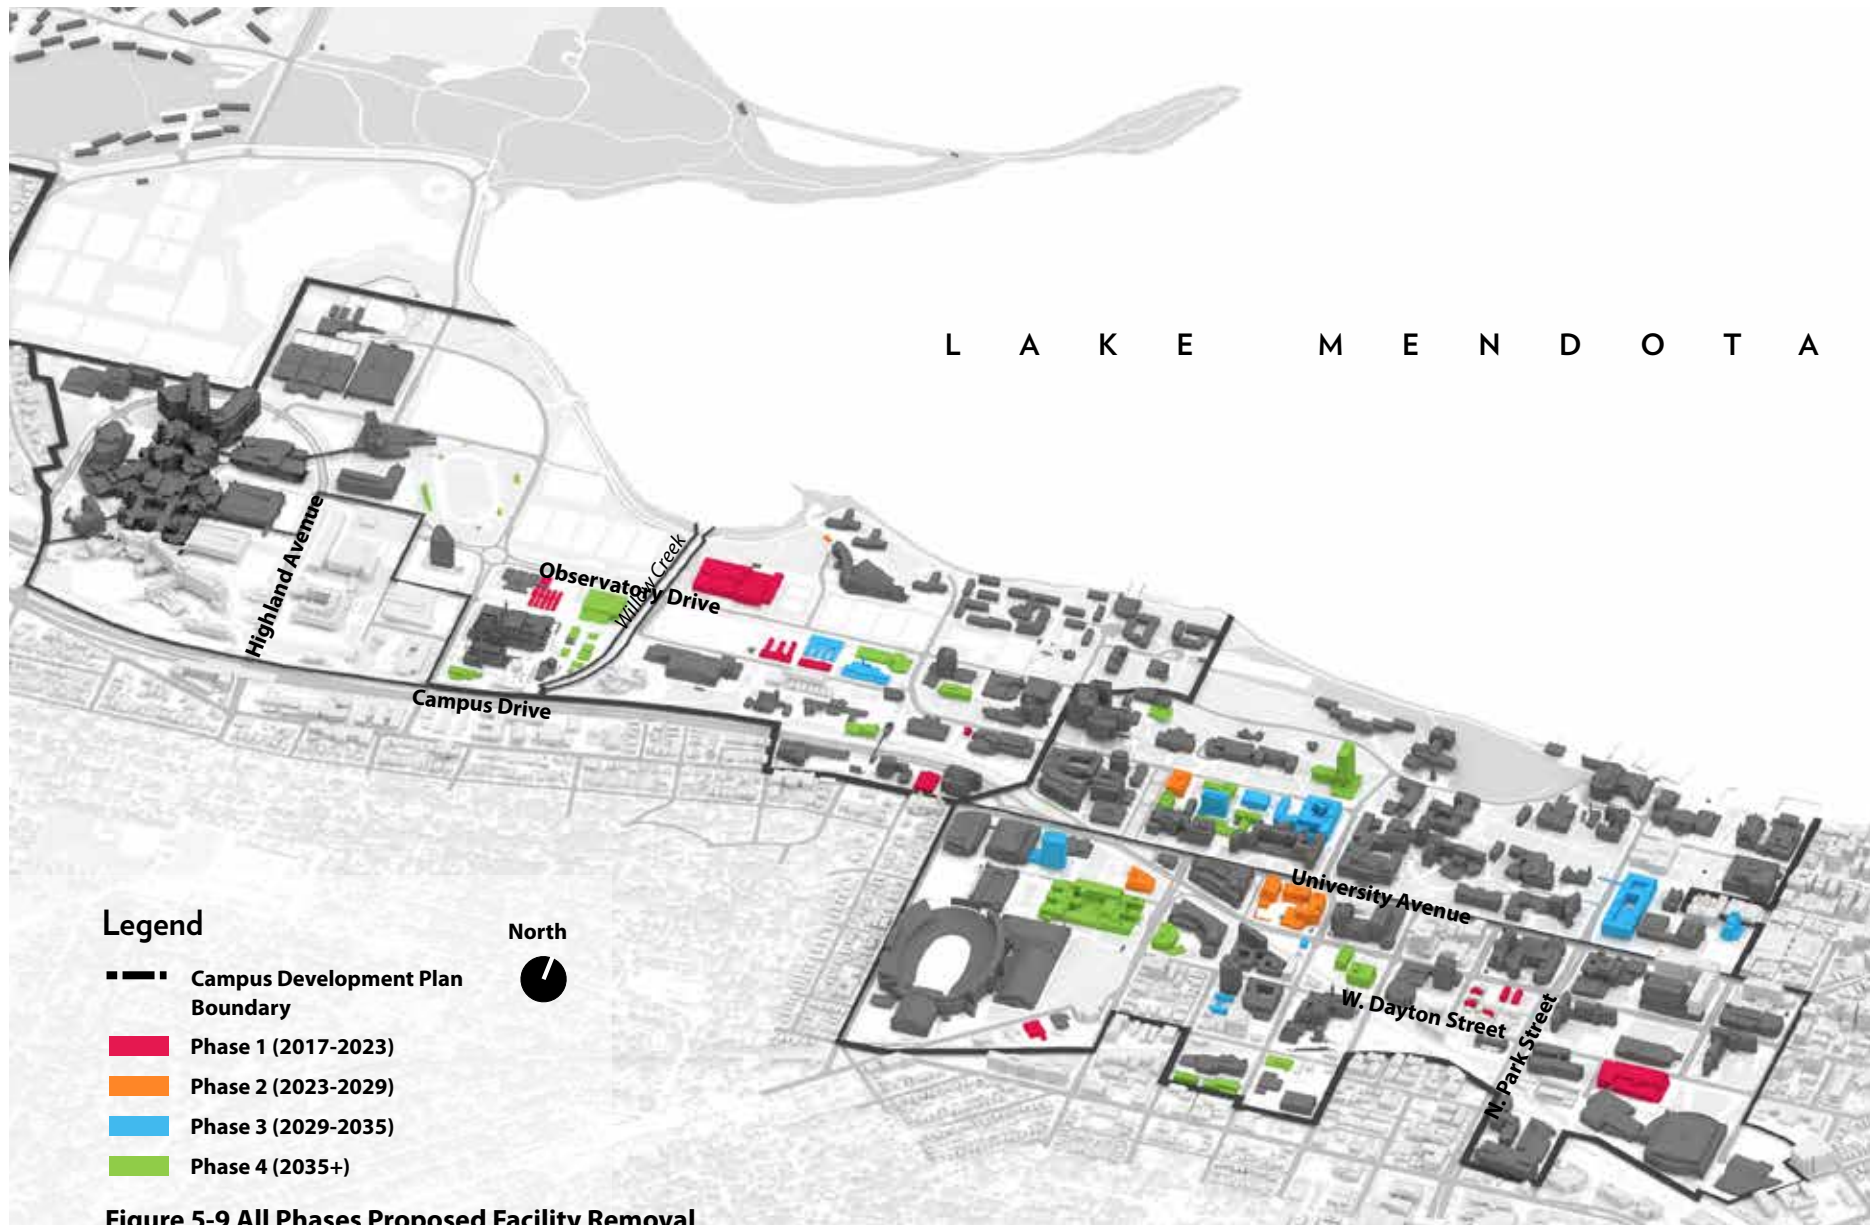 LAKE MENDOTA
Highland Avenue
Observatory Drive
Willow Creek
Campus Drive
University Avenue
W. Dayton Street
N. Park Street
Legend
North
Campus Development Plan
Boundary
Phase 1 (2017-2023)
Phase 2 (2023-2029)
Phase 3 (2029-2035)
Phase 4 (2035+)
Figure 5-9 All Phases Proposed Facility Removal